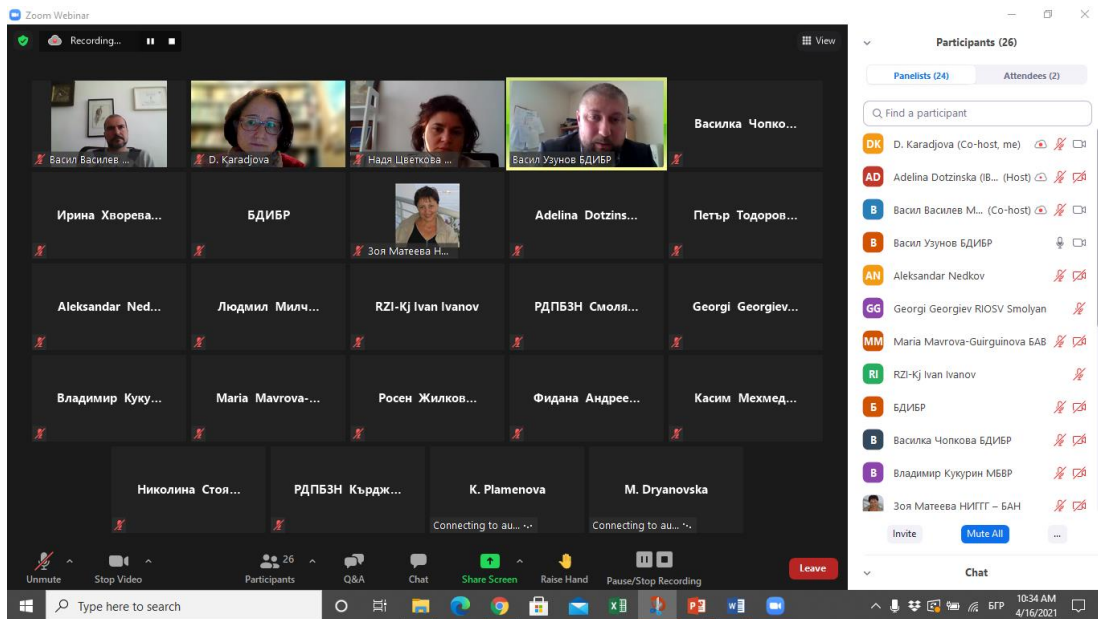 Zoom Webinar
Recording...
View
Василка Чопко...
Васил Василев ...
D. Karadjova
Надя Цветкова ...
Васил Узунов БДИБР
Ирина Хворева...
БДИБР
Adelina Dotzins...
Петър Тодоров...
Зоя Матеева Н...
Aleksandar Ned...
Людмил Милч...
RZI-Kj Ivan Ivanov
РДПБЗН Смоля...
Georgi Georgiev...
Владимир Куку...
Maria Mavrova-...
Росен Жилков...
Фидана Андрее...
Касим Мехмед...
Николина Стоя...
РДПБЗН Кърдж...
K. Plamenova
M. Dryanovska
Connecting to au...
Connecting to au...
Unmute
Stop Video
Participants
26
Q&A
Chat
Share Screen
Raise Hand
Pause/Stop Recording
Leave
Participants (26)
Panelists (24)
Attendees (2)
Find a participant
DK D. Karadjova (Co-host, me)
AD Adelina Dotzinska (IB... (Host)
В Васил Василев М... (Co-host)
В Васил Узунов БДИБР
AN Aleksandar Nedkov
GG Georgi Georgiev RIOSV Smolyan
MM Maria Mavrova-Guirguinova БАВ
RI RZI-Kj Ivan Ivanov
Б БДИБР
В Василка Чопкова БДИБР
В Владимир Кукурин МБВР
Зоя Матеева НИГГГ – БАН
Invite
Mute All
...
Chat
Type here to search
БГР
10:34 AM
4/16/2021